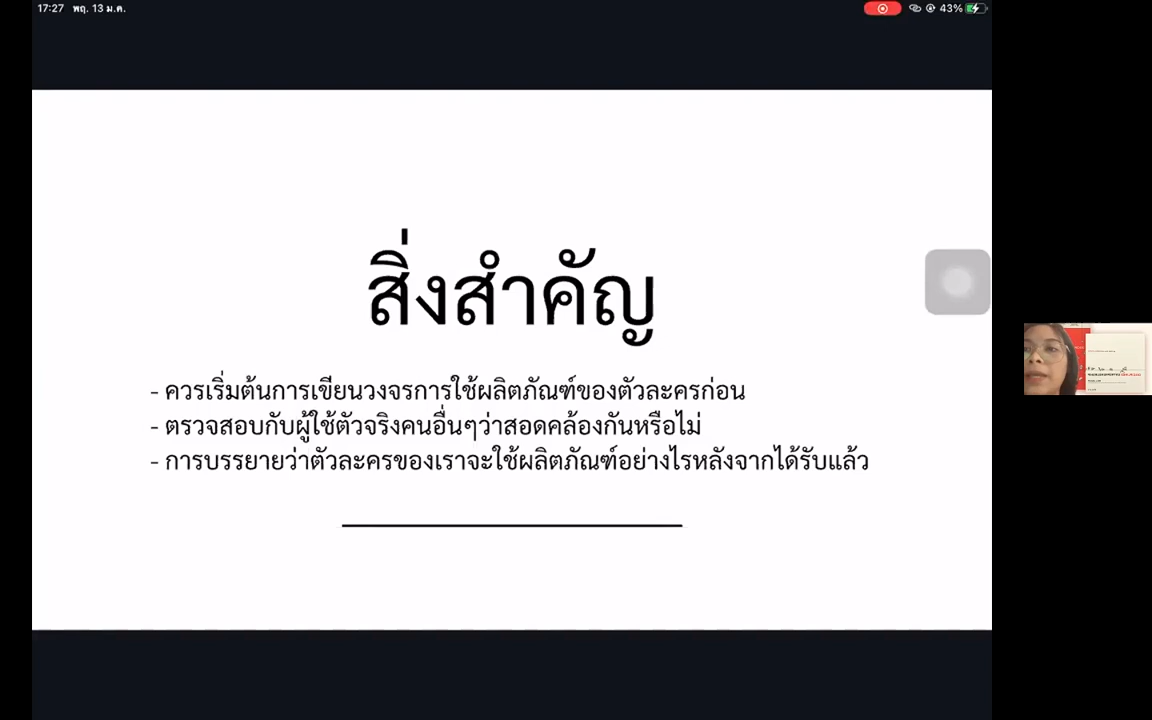 17:27 พฤ. 13 ม.ค.
43%
สิ่งสำคัญ
- ควรเริ่มต้นการเขียนวงจรการใช้ผลิตภัณฑ์ของตัวละครก่อน
- ตรวจสอบกับผู้ใช้ตัวจริงคนอื่นๆว่าสอดคล้องกันหรือไม่
- การบรรยายว่าตัวละครของเราจะใช้ผลิตภัณฑ์อย่างไรหลังจากได้รับแล้ว